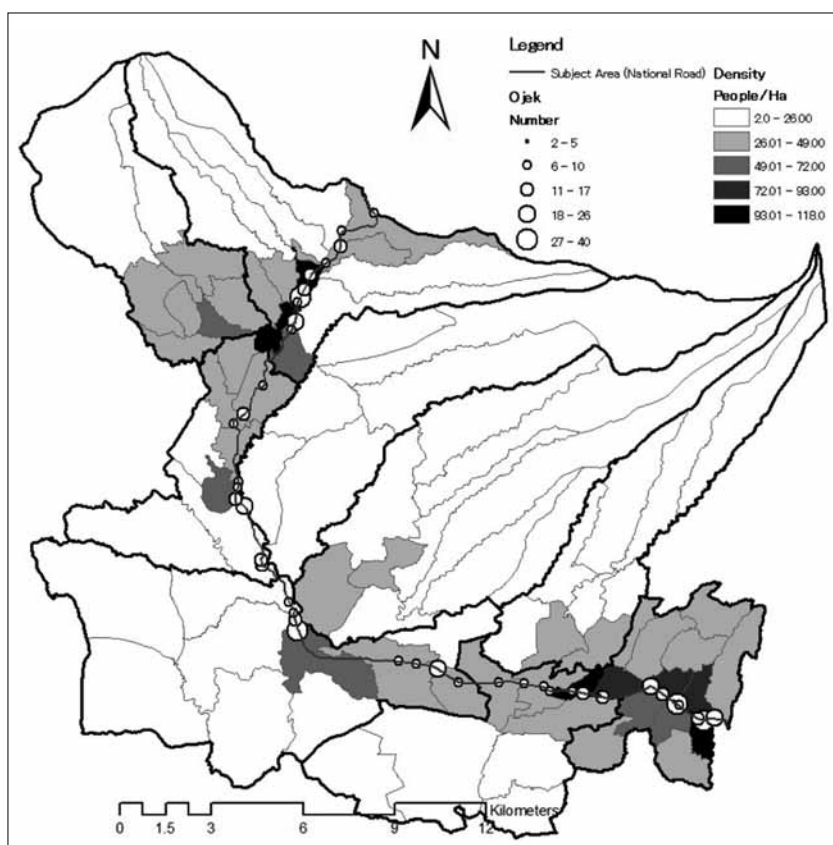 N
Legend
Subject Area (National Road)
Ojek
Number
2 - 5
6 - 10
11 - 17
18 - 26
27 - 40
Density
People/Ha
2.0 - 26.00
26.01 - 49.00
49.01 - 72.00
72.01 - 93.00
93.01 - 118.0
Kilometers
0 1.5 3 6 9 12